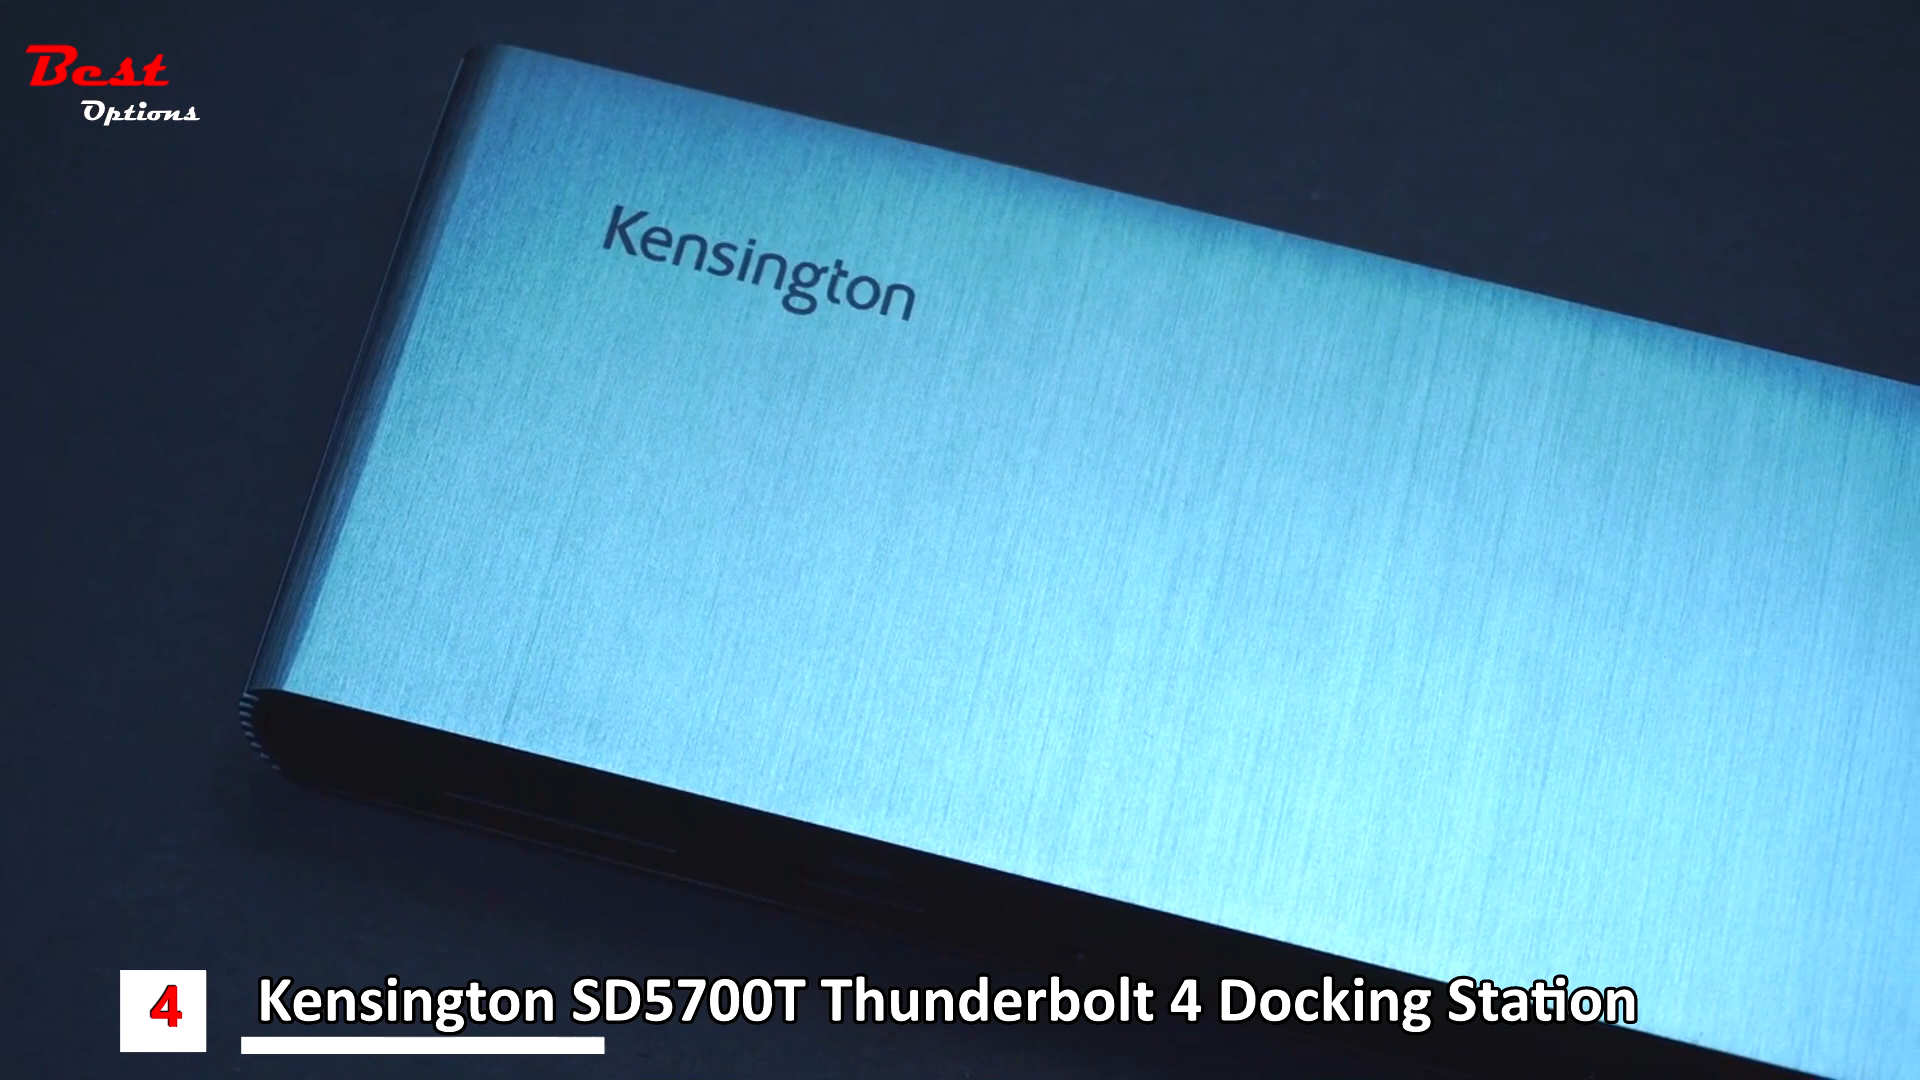 Best
Options
Kensington
4
Kensington SD5700T Thunderbolt 4 Docking Station